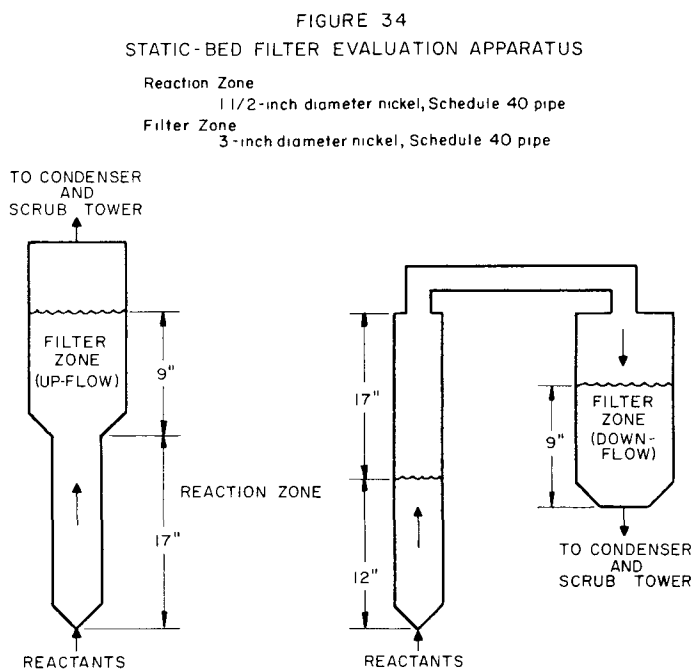 FIGURE 34
STATIC-BED FILTER EVALUATION APPARATUS
Reaction Zone
1 1/2-inch diameter nickel, Schedule 40 pipe
Filter Zone
3-inch diameter nickel, Schedule 40 pipe
TO CONDENSER
AND
SCRUB TOWER
FILTER
ZONE
(UP-FLOW)
9"
17"
REACTION ZONE
REACTANTS
17"
12"
REACTANTS
FILTER
ZONE
(DOWN-
FLOW)
9"
TO CONDENSER
AND
SCRUB TOWER